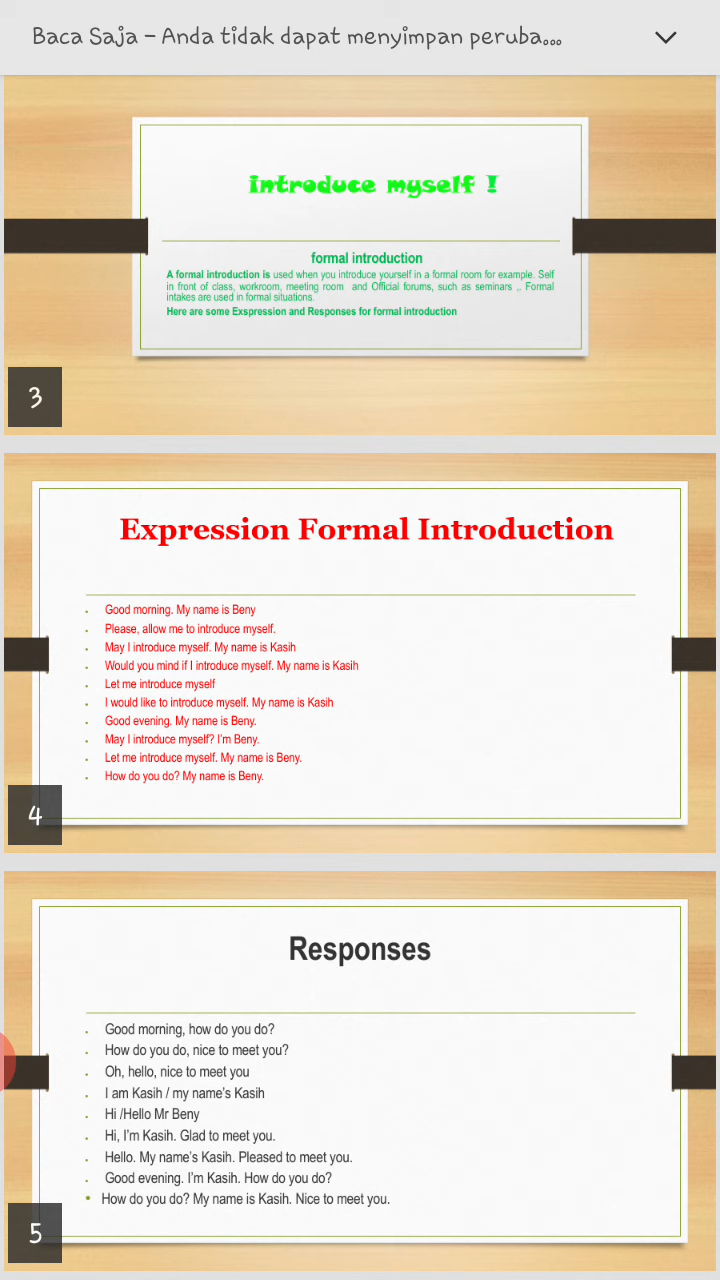 Baca Saja – Anda tidak dapat menyimpan peruba...
introduce myself !
formal introduction
A formal introduction is used when you introduce yourself in a formal room for example. Self
in front of class, workroom, meeting room and Official forums, such as seminars .. Formal
intakes are used in formal situations.
Here are some Exspression and Responses for formal introduction
3
Expression Formal Introduction
Good morning. My name is Beny
Please, allow me to introduce myself.
May I introduce myself. My name is Kasih
Would you mind if I introduce myself. My name is Kasih
Let me introduce myself
I would like to introduce myself. My name is Kasih
Good evening. My name is Beny.
May I introduce myself? I'm Beny.
Let me introduce myself. My name is Beny.
How do you do? My name is Beny.
4
Responses
Good morning, how do you do?
How do you do, nice to meet you?
Oh, hello, nice to meet you
I am Kasih / my name's Kasih
Hi /Hello Mr Beny
Hi, I'm Kasih. Glad to meet you.
Hello. My name's Kasih. Pleased to meet you.
Good evening. I'm Kasih. How do you do?
How do you do? My name is Kasih. Nice to meet you.
5